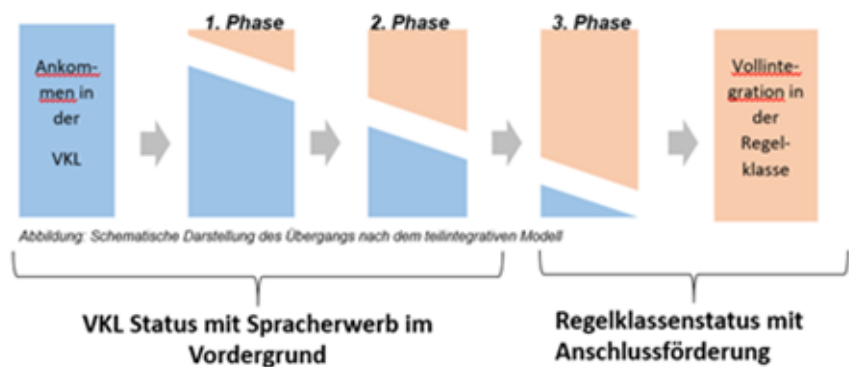 1. Phase
2. Phase
3. Phase
Ankom-
men in
der
VKL
Vollinte-
gration in
der
Regel-
klasse
Abbildung: Schematische Darstellung des Übergangs nach dem teilintegrativen Modell
VKL Status mit Spracherwerb im
Vordergrund
Regelklassenstatus mit
Anschlussförderung